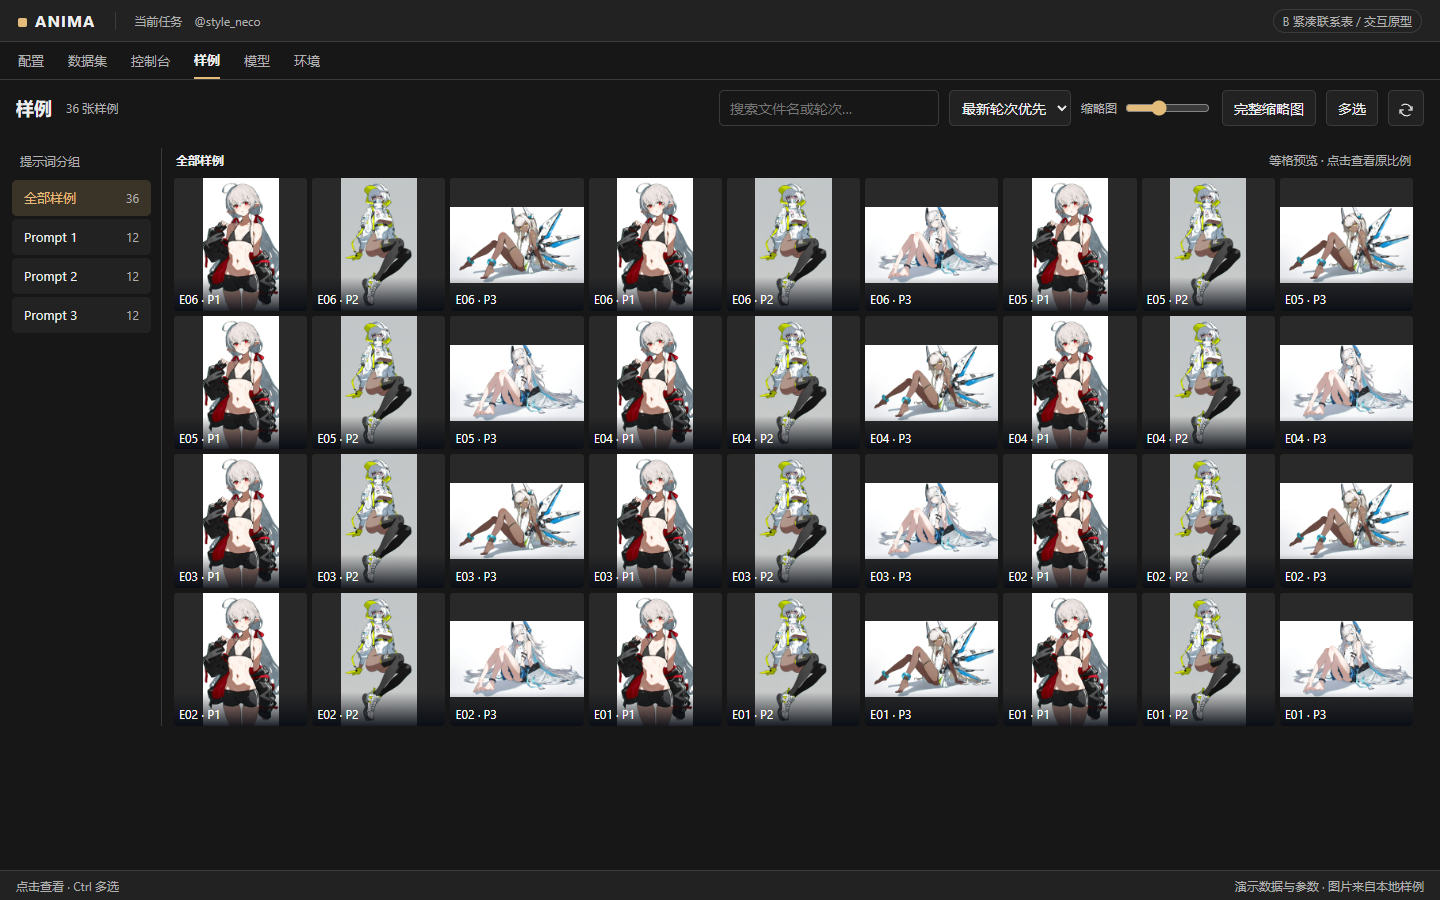 ANIMA 当前任务 @style_neco B 紧凑联系表 / 交互原型
配置 数据集 控制台 样例 模型 环境
样例 36 张样例 搜索文件名或轮次... 最新轮次优先 缩略图 完整缩略图 多选
提示词分组
全部样例 36
Prompt 1 12
Prompt 2 12
Prompt 3 12
全部样例 等格预览 · 点击查看原比例
E06 · P1 E06 · P2 E06 · P3 E06 · P1 E06 · P2 E06 · P3 E05 · P1 E05 · P2 E05 · P3
E05 · P1 E05 · P2 E05 · P3 E04 · P1 E04 · P2 E04 · P3 E04 · P1 E04 · P2 E04 · P3
E03 · P1 E03 · P2 E03 · P3 E03 · P1 E03 · P2 E03 · P3 E02 · P1 E02 · P2 E02 · P3
E02 · P1 E02 · P2 E02 · P3 E01 · P1 E01 · P2 E01 · P3 E01 · P1 E01 · P2 E01 · P3
点击查看 · Ctrl 多选 演示数据与参数 · 图片来自本地样例